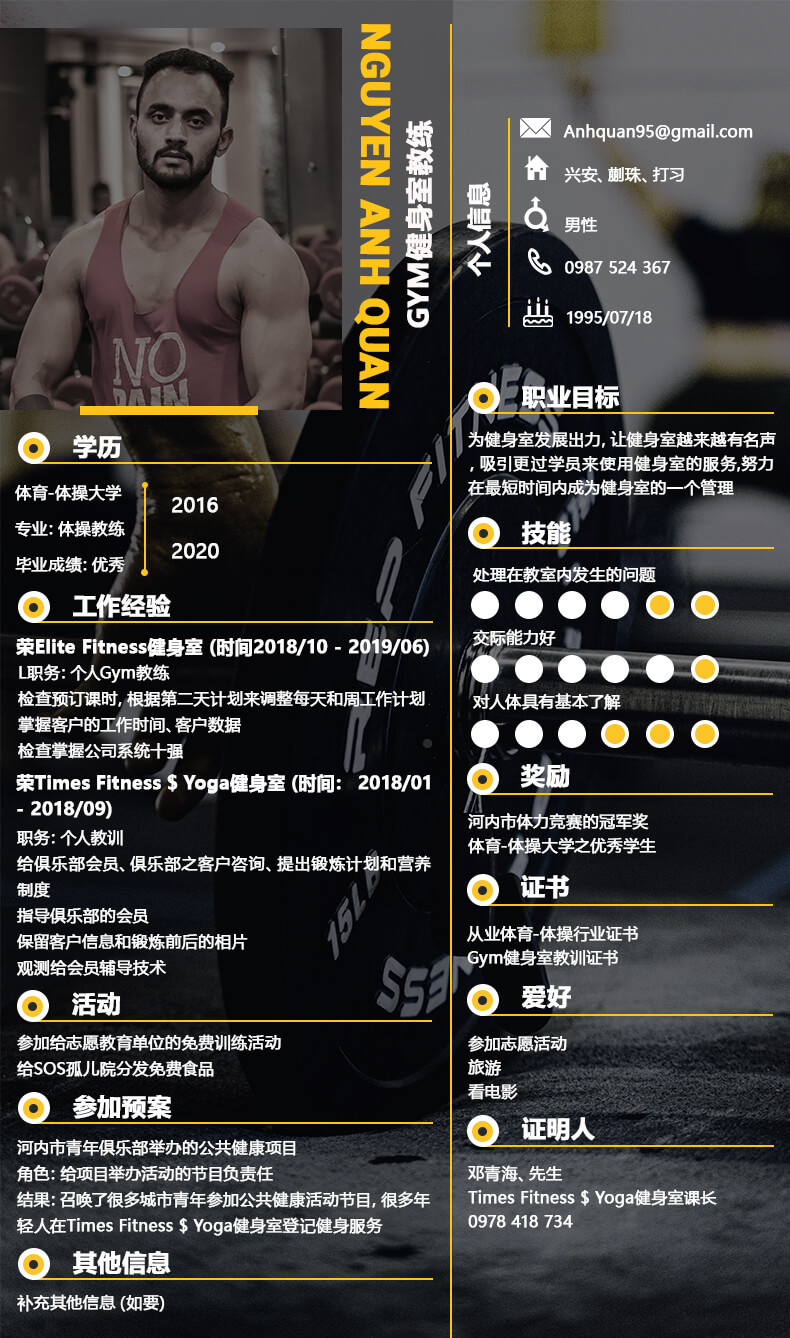 NGUYEN ANH QUAN
GYM健身室教练
NO
PAIN
个人信息
Anhquan95@gmail.com
兴安、蒯珠、打习
男性
0987 524 367
1995/07/18
学历
体育-体操大学
专业: 体操教练
毕业成绩: 优秀
2016
2020
工作经验
荣Elite Fitness健身室 (时间2018/10 - 2019/06)
L职务: 个人Gym教练
检查预订课时, 根据第二天计划来调整每天和周工作计划
掌握客户的工作时间、客户数据
检查掌握公司系统十强
荣Times Fitness $ Yoga健身室 (时间: 2018/01
- 2018/09)
职务: 个人教训
给俱乐部会员、俱乐部之客户咨询、提出锻炼计划和营养
制度
指导俱乐部的会员
保留客户信息和锻炼前后的相片
观测给会员辅导技术
活动
参加给志愿教育单位的免费训练活动
给SOS孤儿院分发免费食品
参加预案
河内市青年俱乐部举办的公共健康项目
角色: 给项目举办活动的节目负责任
结果: 召唤了很多城市青年参加公共健康活动节目, 很多年
轻人在Times Fitness $ Yoga健身室登记健身服务
其他信息
补充其他信息 (如要)
职业目标
为健身室发展出力, 让健身室越来越有名声
, 吸引更过学员来使用健身室的服务,努力
在最短时间内成为健身室的一个管理
技能
处理在教室内发生的问题
交际能力好
对人体具有基本了解
奖励
河内市体力竞赛的冠军奖
体育-体操大学之优秀学生
证书
从业体育-体操行业证书
Gym健身室教训证书
爱好
参加志愿活动
旅游
看电影
证明人
邓青海、先生
Times Fitness $ Yoga健身室课长
0978 418 734
REP FITNESS
15LB